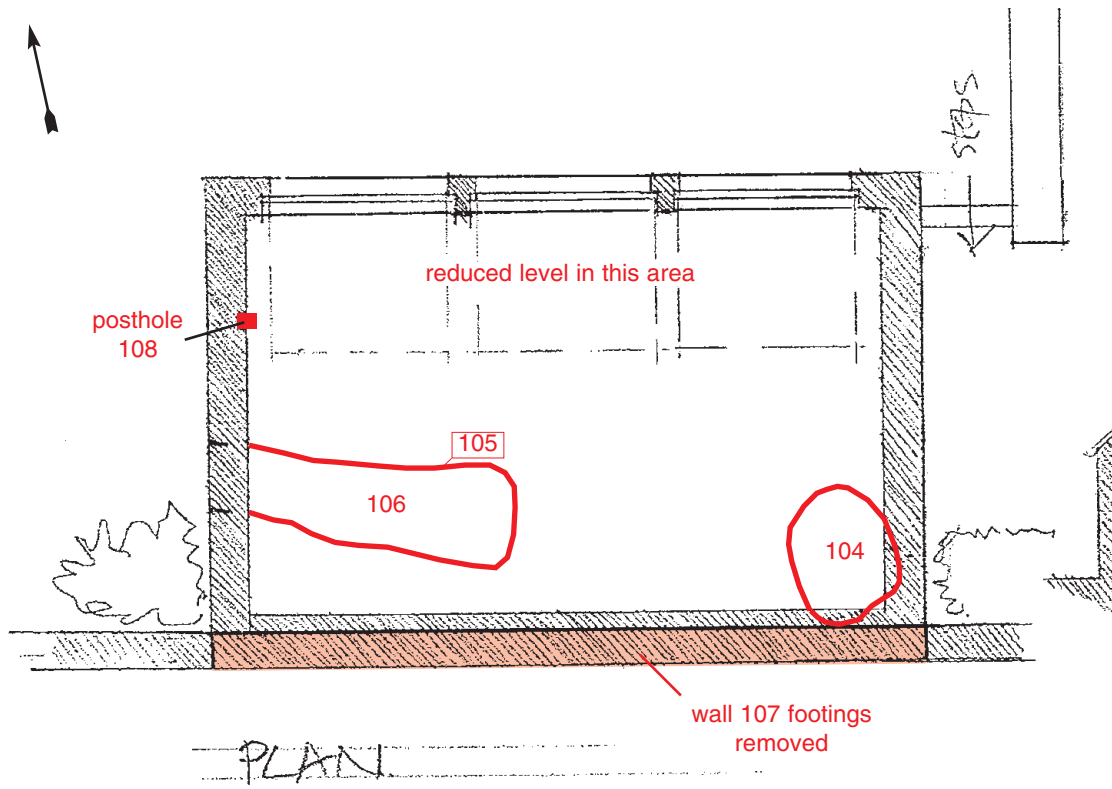 steps
reduced level in this area
posthole
108
105
106
104
wall 107 footings
removed
PLAN